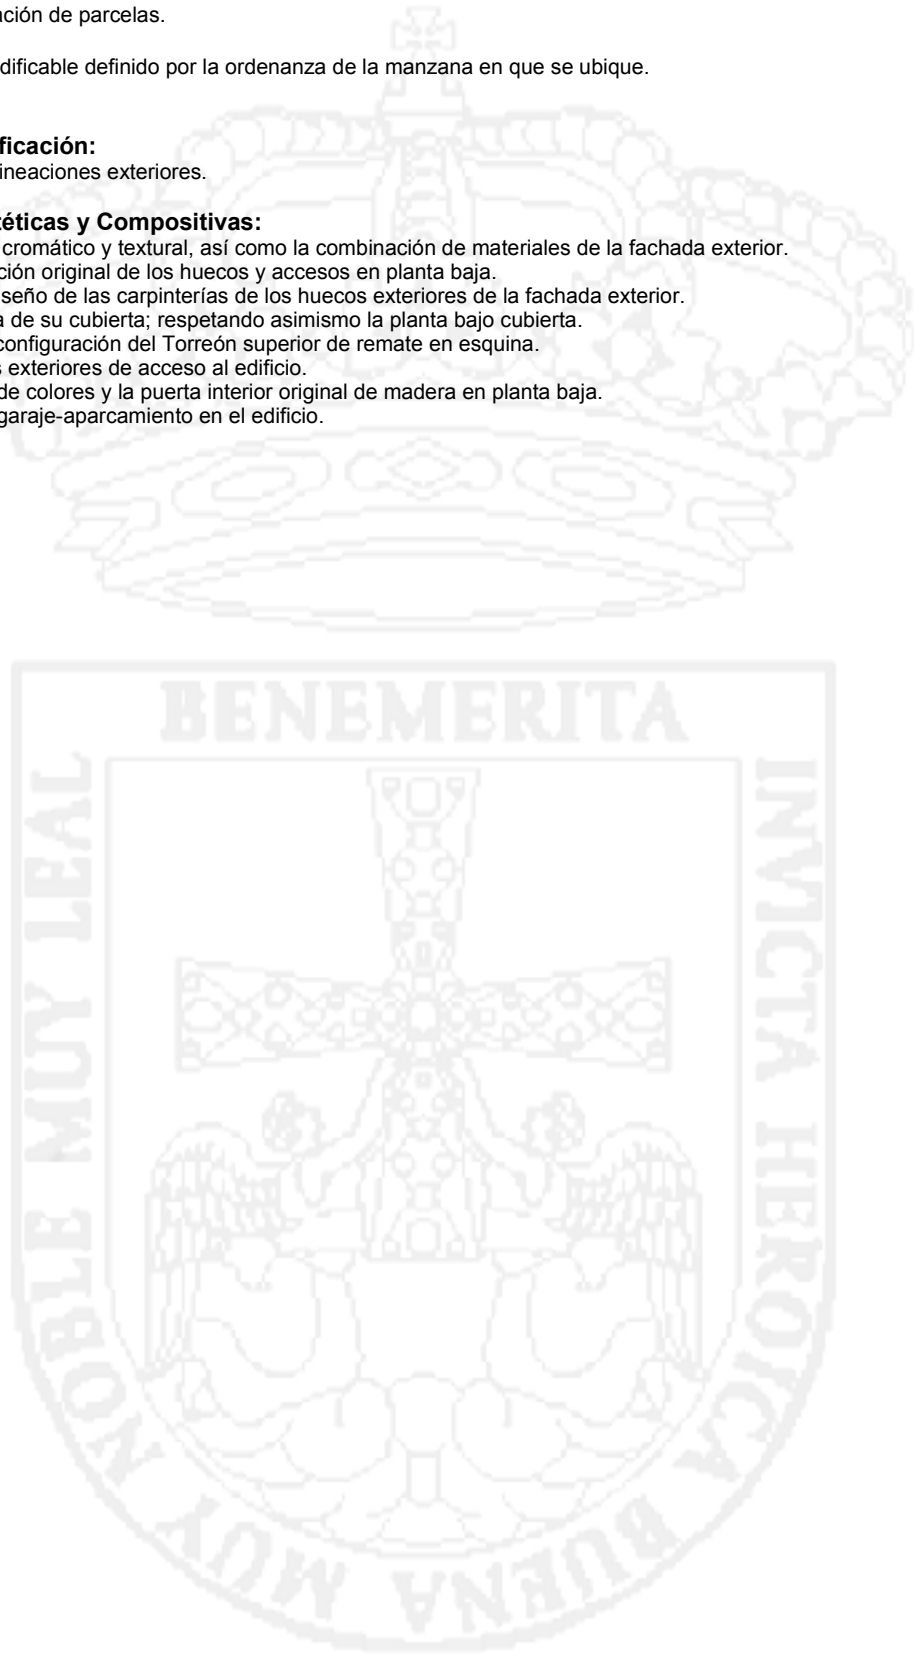 ación de parcelas.
dificable definido por la ordenanza de la manzana en que se ubique.
ficación:
ineaciones exteriores.
téticas y Compositivas:
cromático y textural, así como la combinación de materiales de la fachada exterior.
ción original de los huecos y accesos en planta baja.
seño de las carpinterías de los huecos exteriores de la fachada exterior.
a de su cubierta; respetando asimismo la planta bajo cubierta.
configuración del Torreón superior de remate en esquina.
s exteriores de acceso al edificio.
de colores y la puerta interior original de madera en planta baja.
garaje-aparcamiento en el edificio.
BENEMERITA
INVICTA HEROICA BUENA
MUY NOBLE MUY LEAL